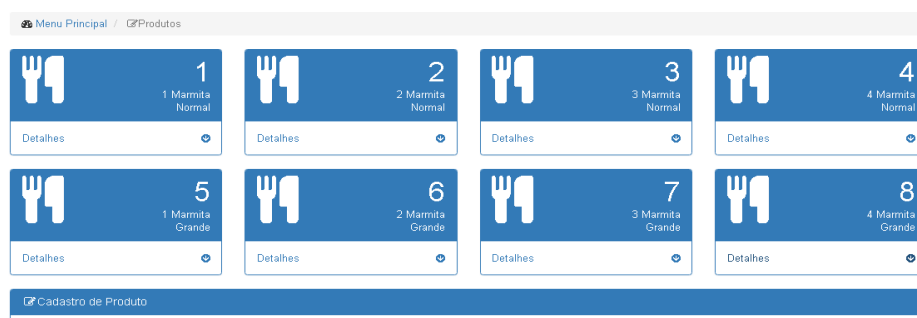 Menu Principal / Produtos
1 2 3 4
1 Marmita 2 Marmita 3 Marmita 4 Marmita
Normal Normal Normal Normal
Detalhes Detalhes Detalhes Detalhes
5 6 7 8
1 Marmita 2 Marmita 3 Marmita 4 Marmita
Grande Grande Grande Grande
Detalhes Detalhes Detalhes Detalhes
Cadastro de Produto